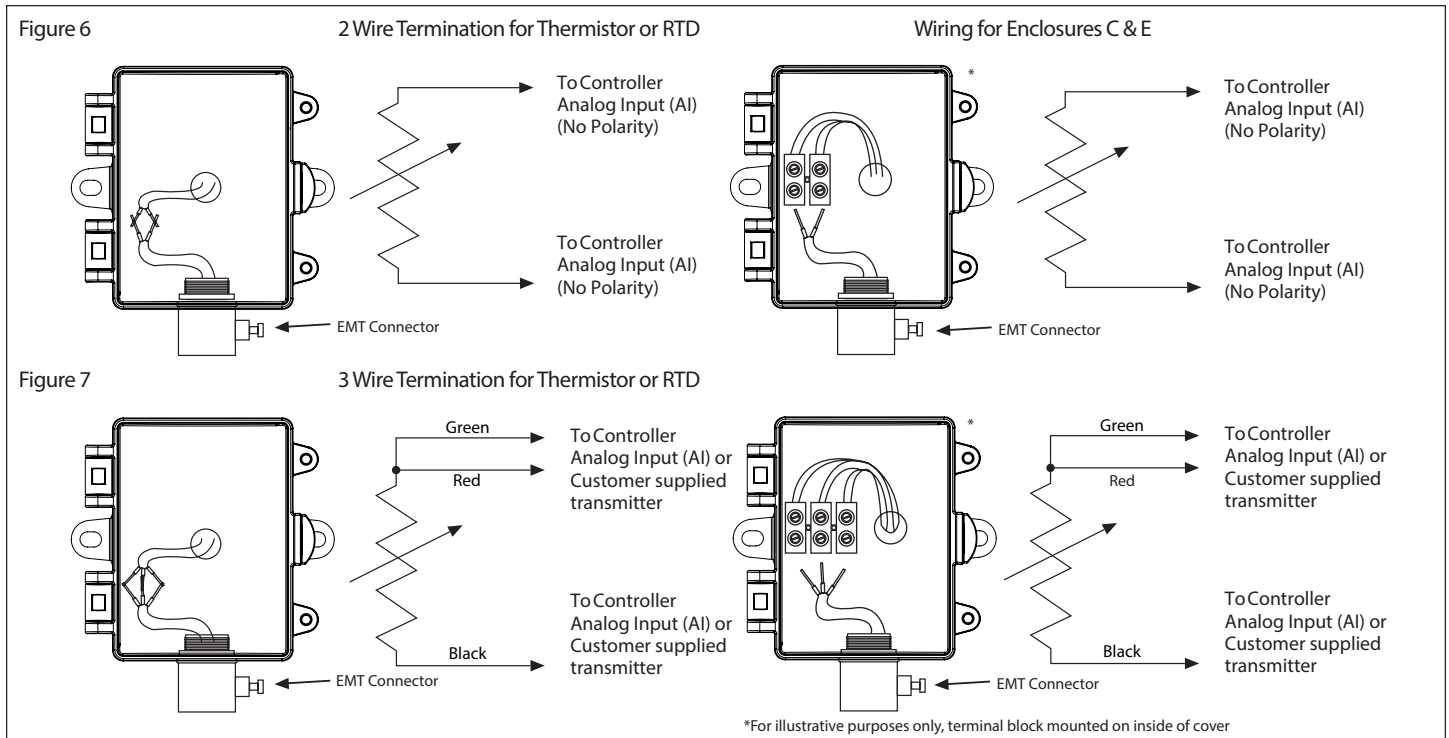 Figure 6
2 Wire Termination for Thermistor or RTD
Wiring for Enclosures C & E
To Controller
Analog Input (AI)
(No Polarity)
To Controller
Analog Input (AI)
(No Polarity)
EMT Connector
*
To Controller
Analog Input (AI)
(No Polarity)
To Controller
Analog Input (AI)
(No Polarity)
EMT Connector
Figure 7
3 Wire Termination for Thermistor or RTD
Green
Red
To Controller
Analog Input (AI) or
Customer supplied
transmitter
To Controller
Analog Input (AI) or
Customer supplied
transmitter
Black
EMT Connector
*
Green
Red
To Controller
Analog Input (AI) or
Customer supplied
transmitter
To Controller
Analog Input (AI) or
Customer supplied
transmitter
Black
EMT Connector
*For illustrative purposes only, terminal block mounted on inside of cover